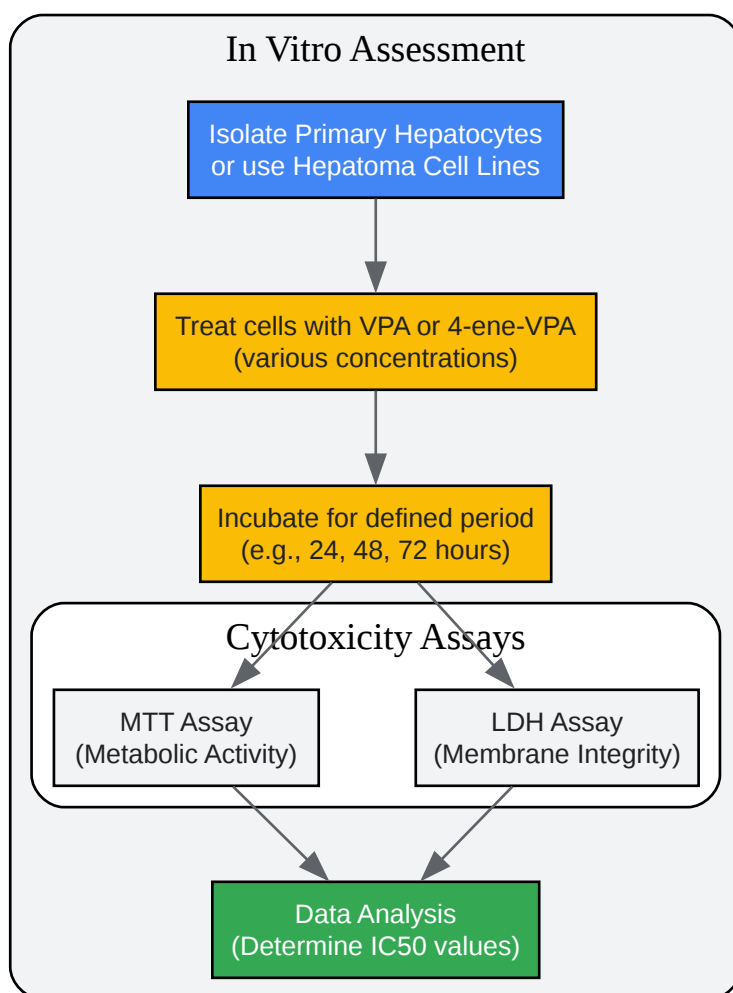 In Vitro Assessment
Isolate Primary Hepatocytes
or use Hepatoma Cell Lines
Treat cells with VPA or 4-ene-VPA
(various concentrations)
Incubate for defined period
(e.g., 24, 48, 72 hours)
Cytotoxicity Assays
MTT Assay
(Metabolic Activity)
LDH Assay
(Membrane Integrity)
Data Analysis
(Determine IC50 values)